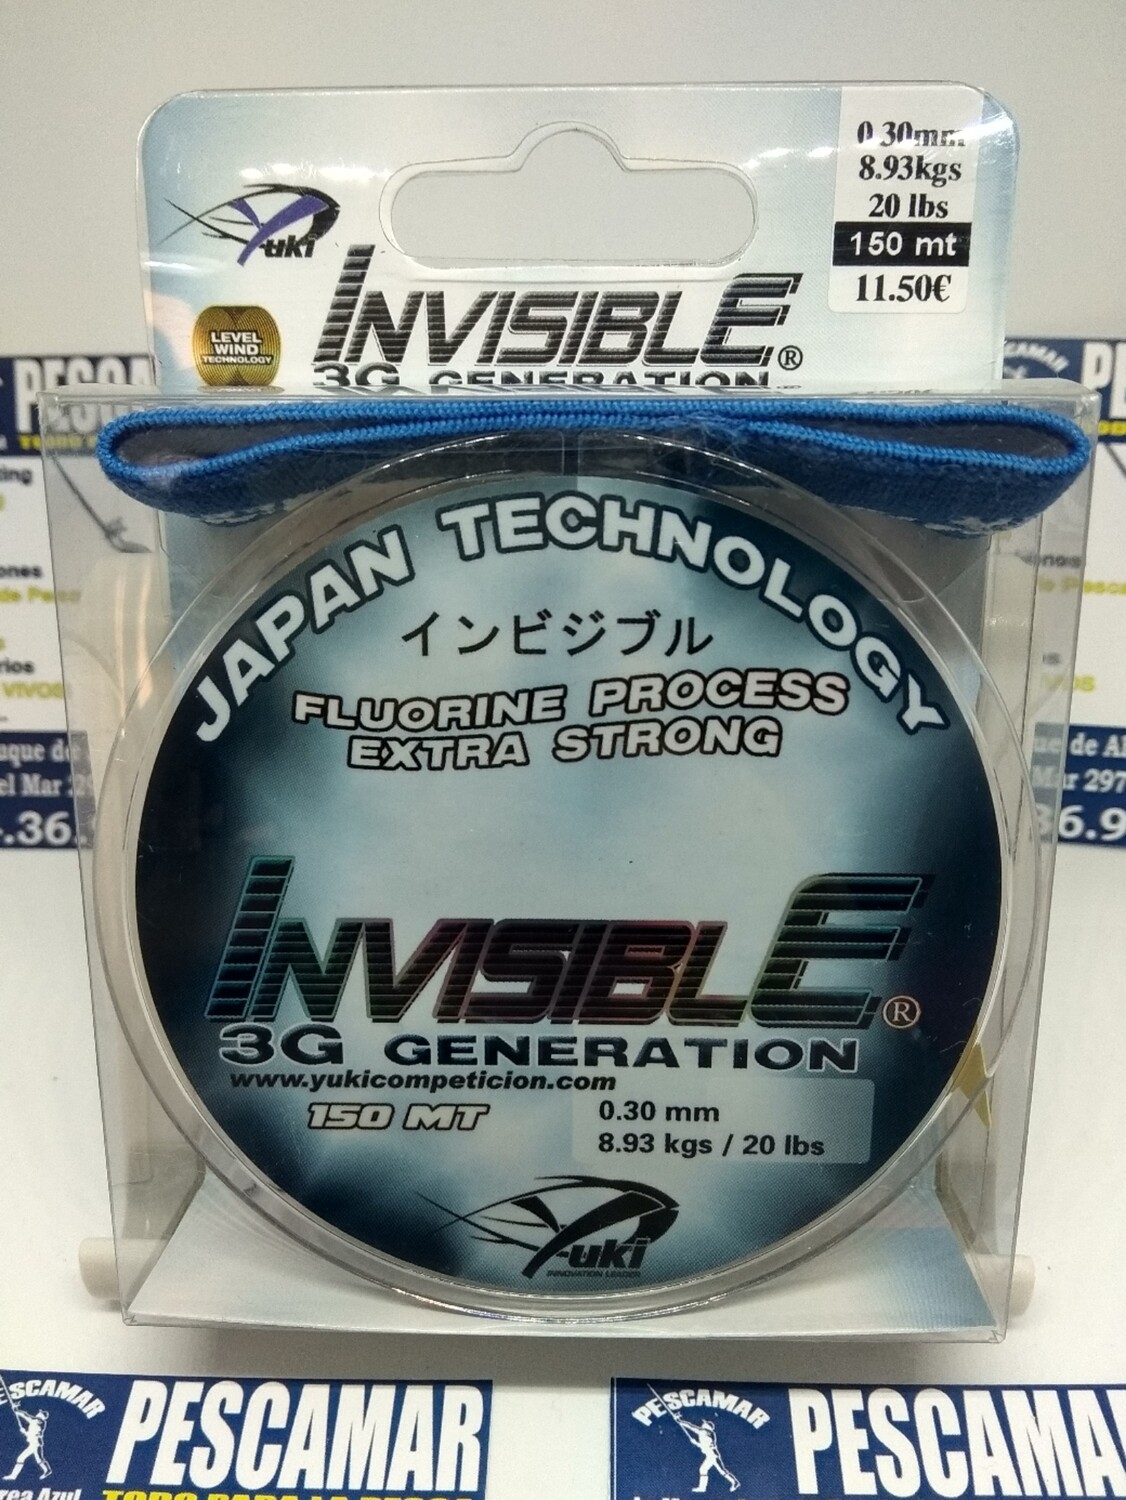 0.30mm
8.93kgs
20 lbs
150 mt
11.50€
Yuki
INVISIBLE®
3G GENERATION
LEVEL
WIND
TECHNOLOGY
JAPAN TECHNOLOGY
インビジブル
FLUORINE PROCESS
EXTRA STRONG
INVISIBLE®
3G GENERATION
www.yukicompeticion.com
150 MT
0.30 mm
8.93 kgs / 20 lbs
Yuki
INNOVATION LEADER
PESCAMAR
PESCAMAR
PESCAMAR
PESCAMAR